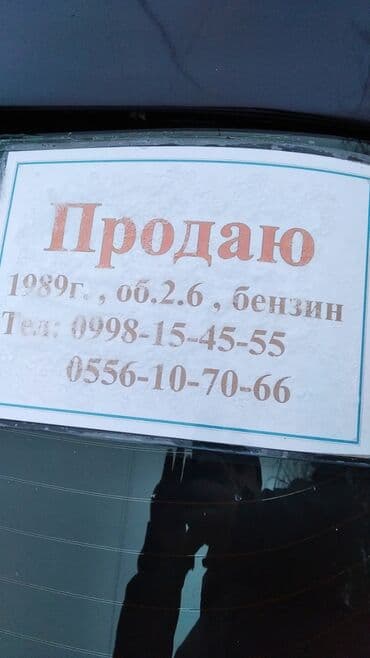 Продаю
1989г. , об.2.6 , бензин
Тел: 0998-15-45-55
0556-10-70-66